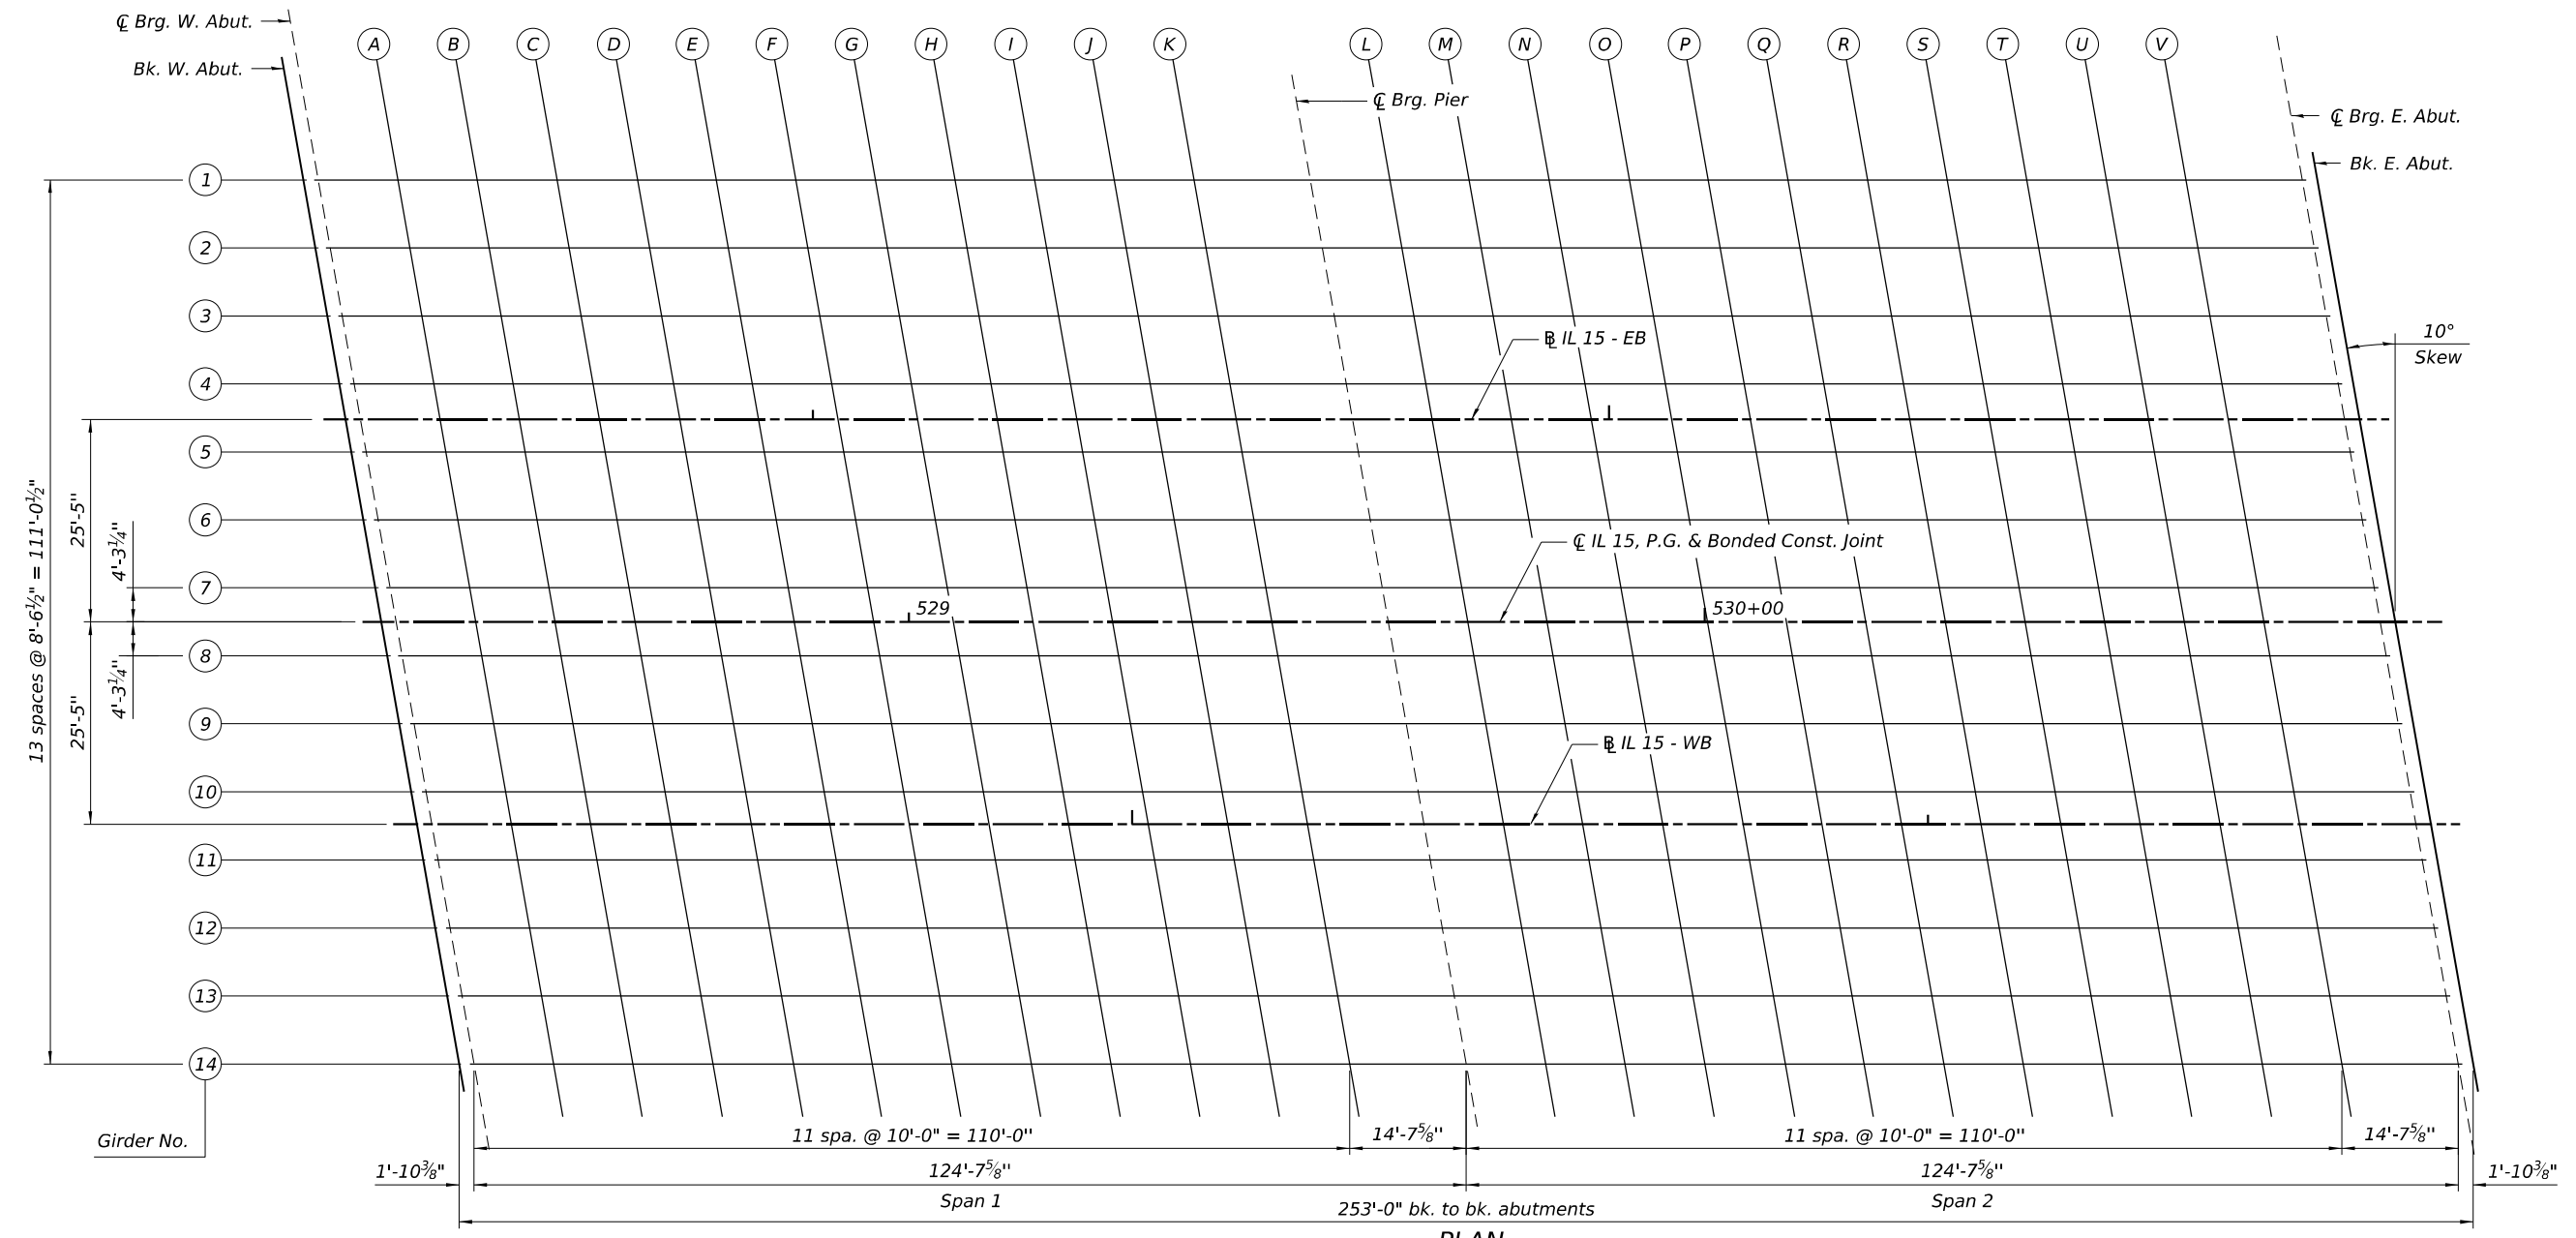 ℄ Brg. W. Abut.
Bk. W. Abut.
A B C D E F G H I J K L M N O P Q R S T U V
℄ Brg. Pier
℄ Brg. E. Abut.
Bk. E. Abut.
1
2
3
4
5
6
7
8
9
10
11
12
13
14
Girder No.
13 spaces @ 8'-6½" = 111'-0½"
25'-5"
25'-5"
4'-3¼"
4'-3¼"
10°
Skew
℄ IL 15, P.G. & Bonded Const. Joint
BL IL 15 - EB
529
530+00
BL IL 15 - WB
11 spa. @ 10'-0" = 110'-0"
14'-7⅝"
11 spa. @ 10'-0" = 110'-0"
14'-7⅝"
1'-10⅜"
124'-7⅝"
124'-7⅝"
1'-10⅜"
Span 1
Span 2
253'-0" bk. to bk. abutments
PLAN